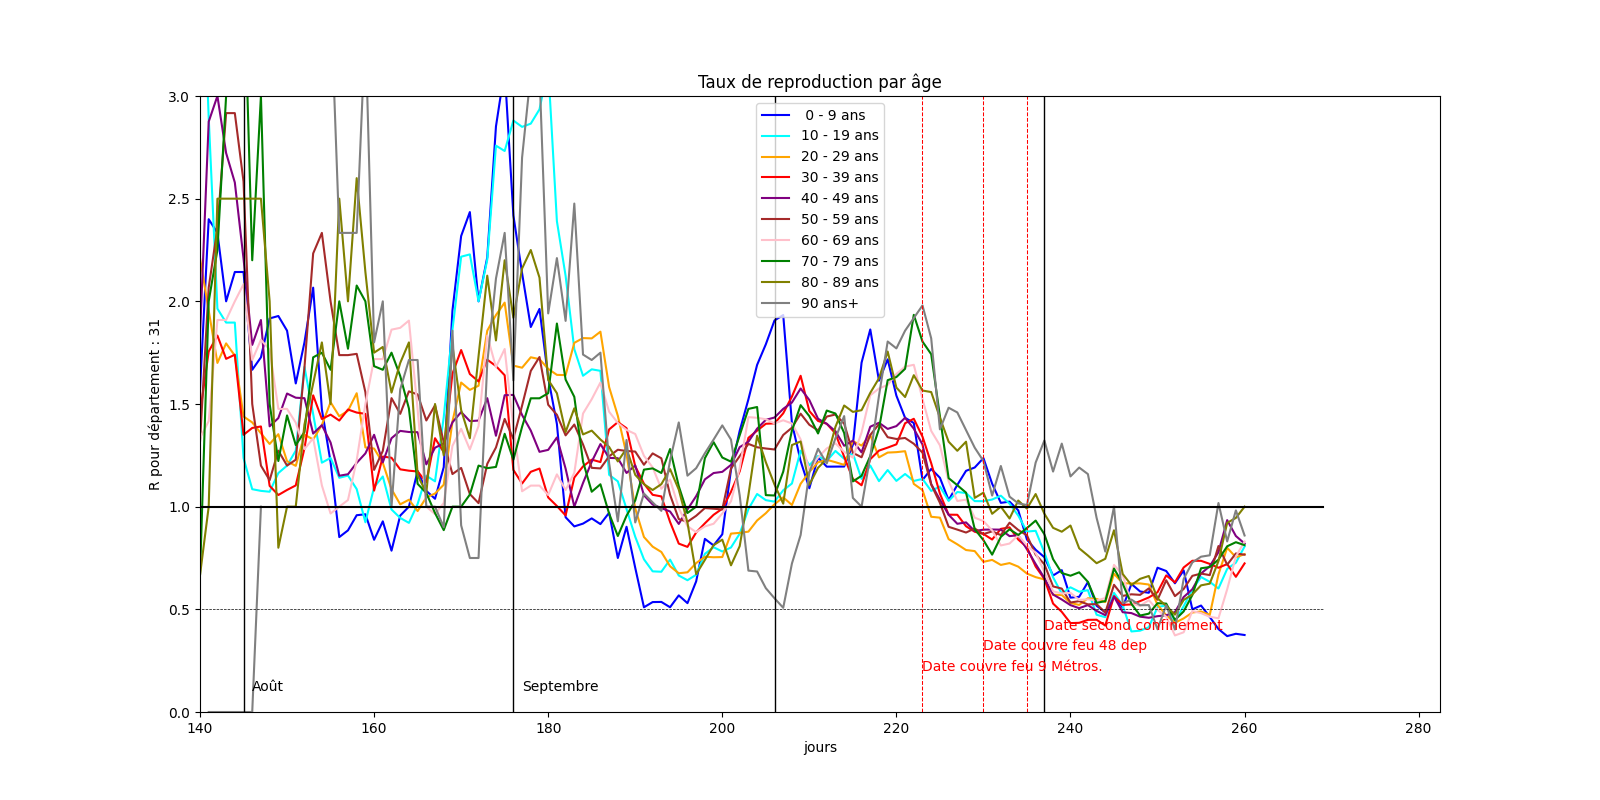 Taux de reproduction par âge
3.0
2.5
2.0
1.5
1.0
0.5
0.0
R pour département : 31
0 - 9 ans
10 - 19 ans
20 - 29 ans
30 - 39 ans
40 - 49 ans
50 - 59 ans
60 - 69 ans
70 - 79 ans
80 - 89 ans
90 ans+
Date second confinement
Date couvre feu 48 dep
Date couvre feu 9 Métros.
Août
Septembre
140
160
180
200
220
240
260
280
jours